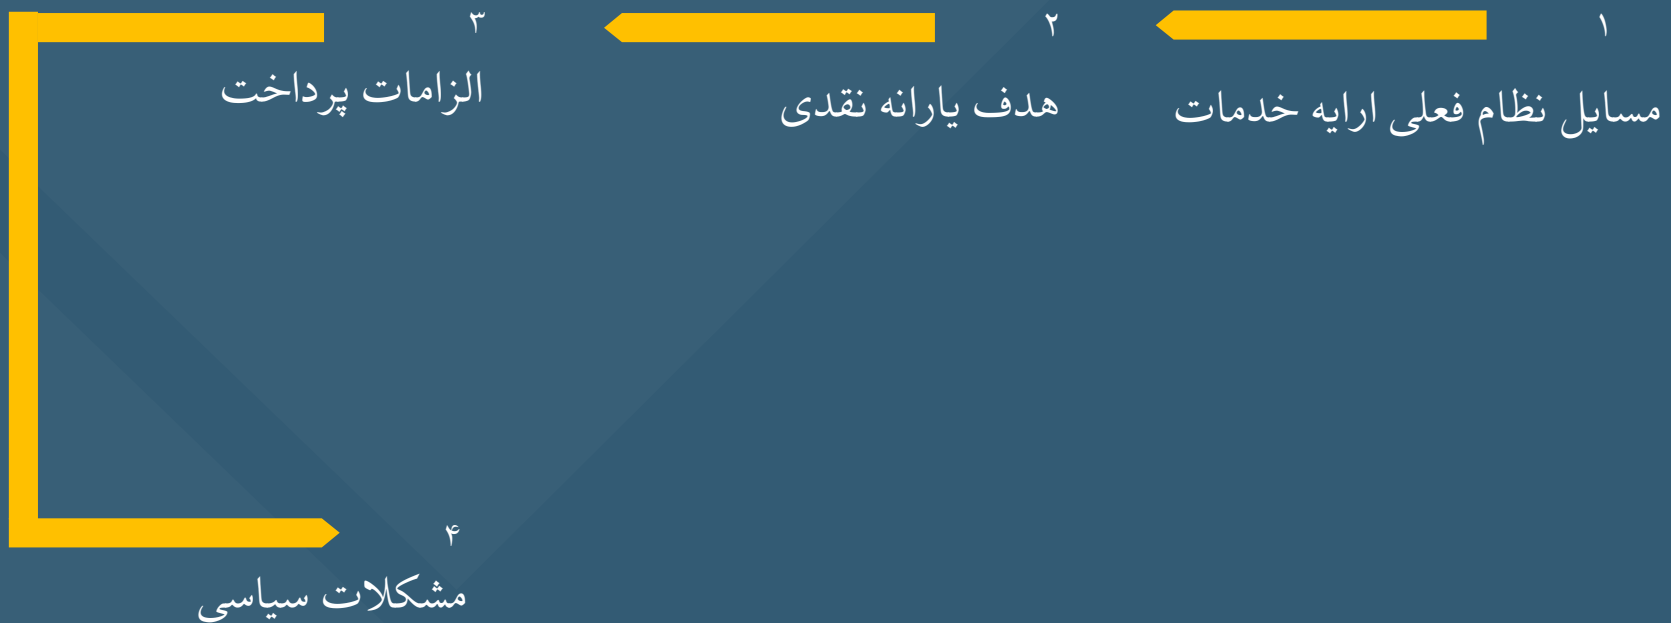 ۱
مسایل نظام فعلی ارایه خدمات
۲
هدف یارانه نقدی
۳
الزامات پرداخت
۴
مشکلات سیاسی